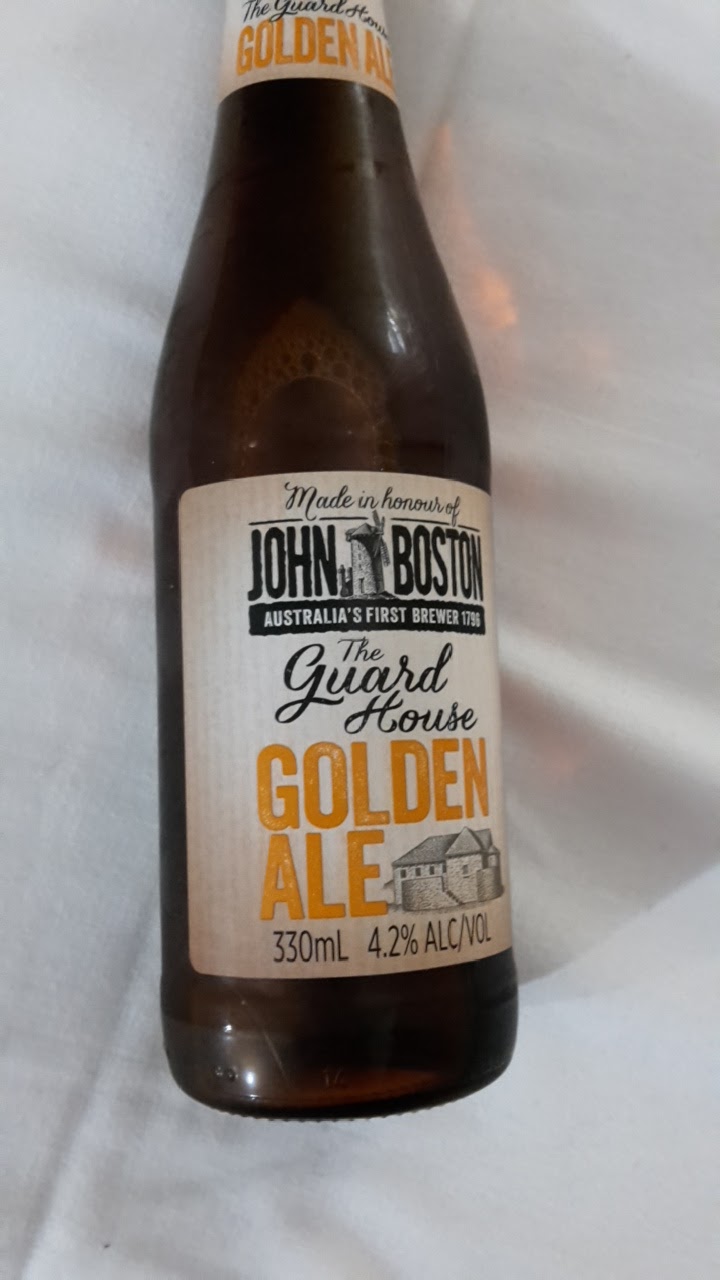 The Guard House
GOLDEN ALE
Made in honour of
JOHN BOSTON
AUSTRALIA'S FIRST BREWER 1796
The
Guard
House
GOLDEN
ALE
330mL 4.2% ALC/VOL